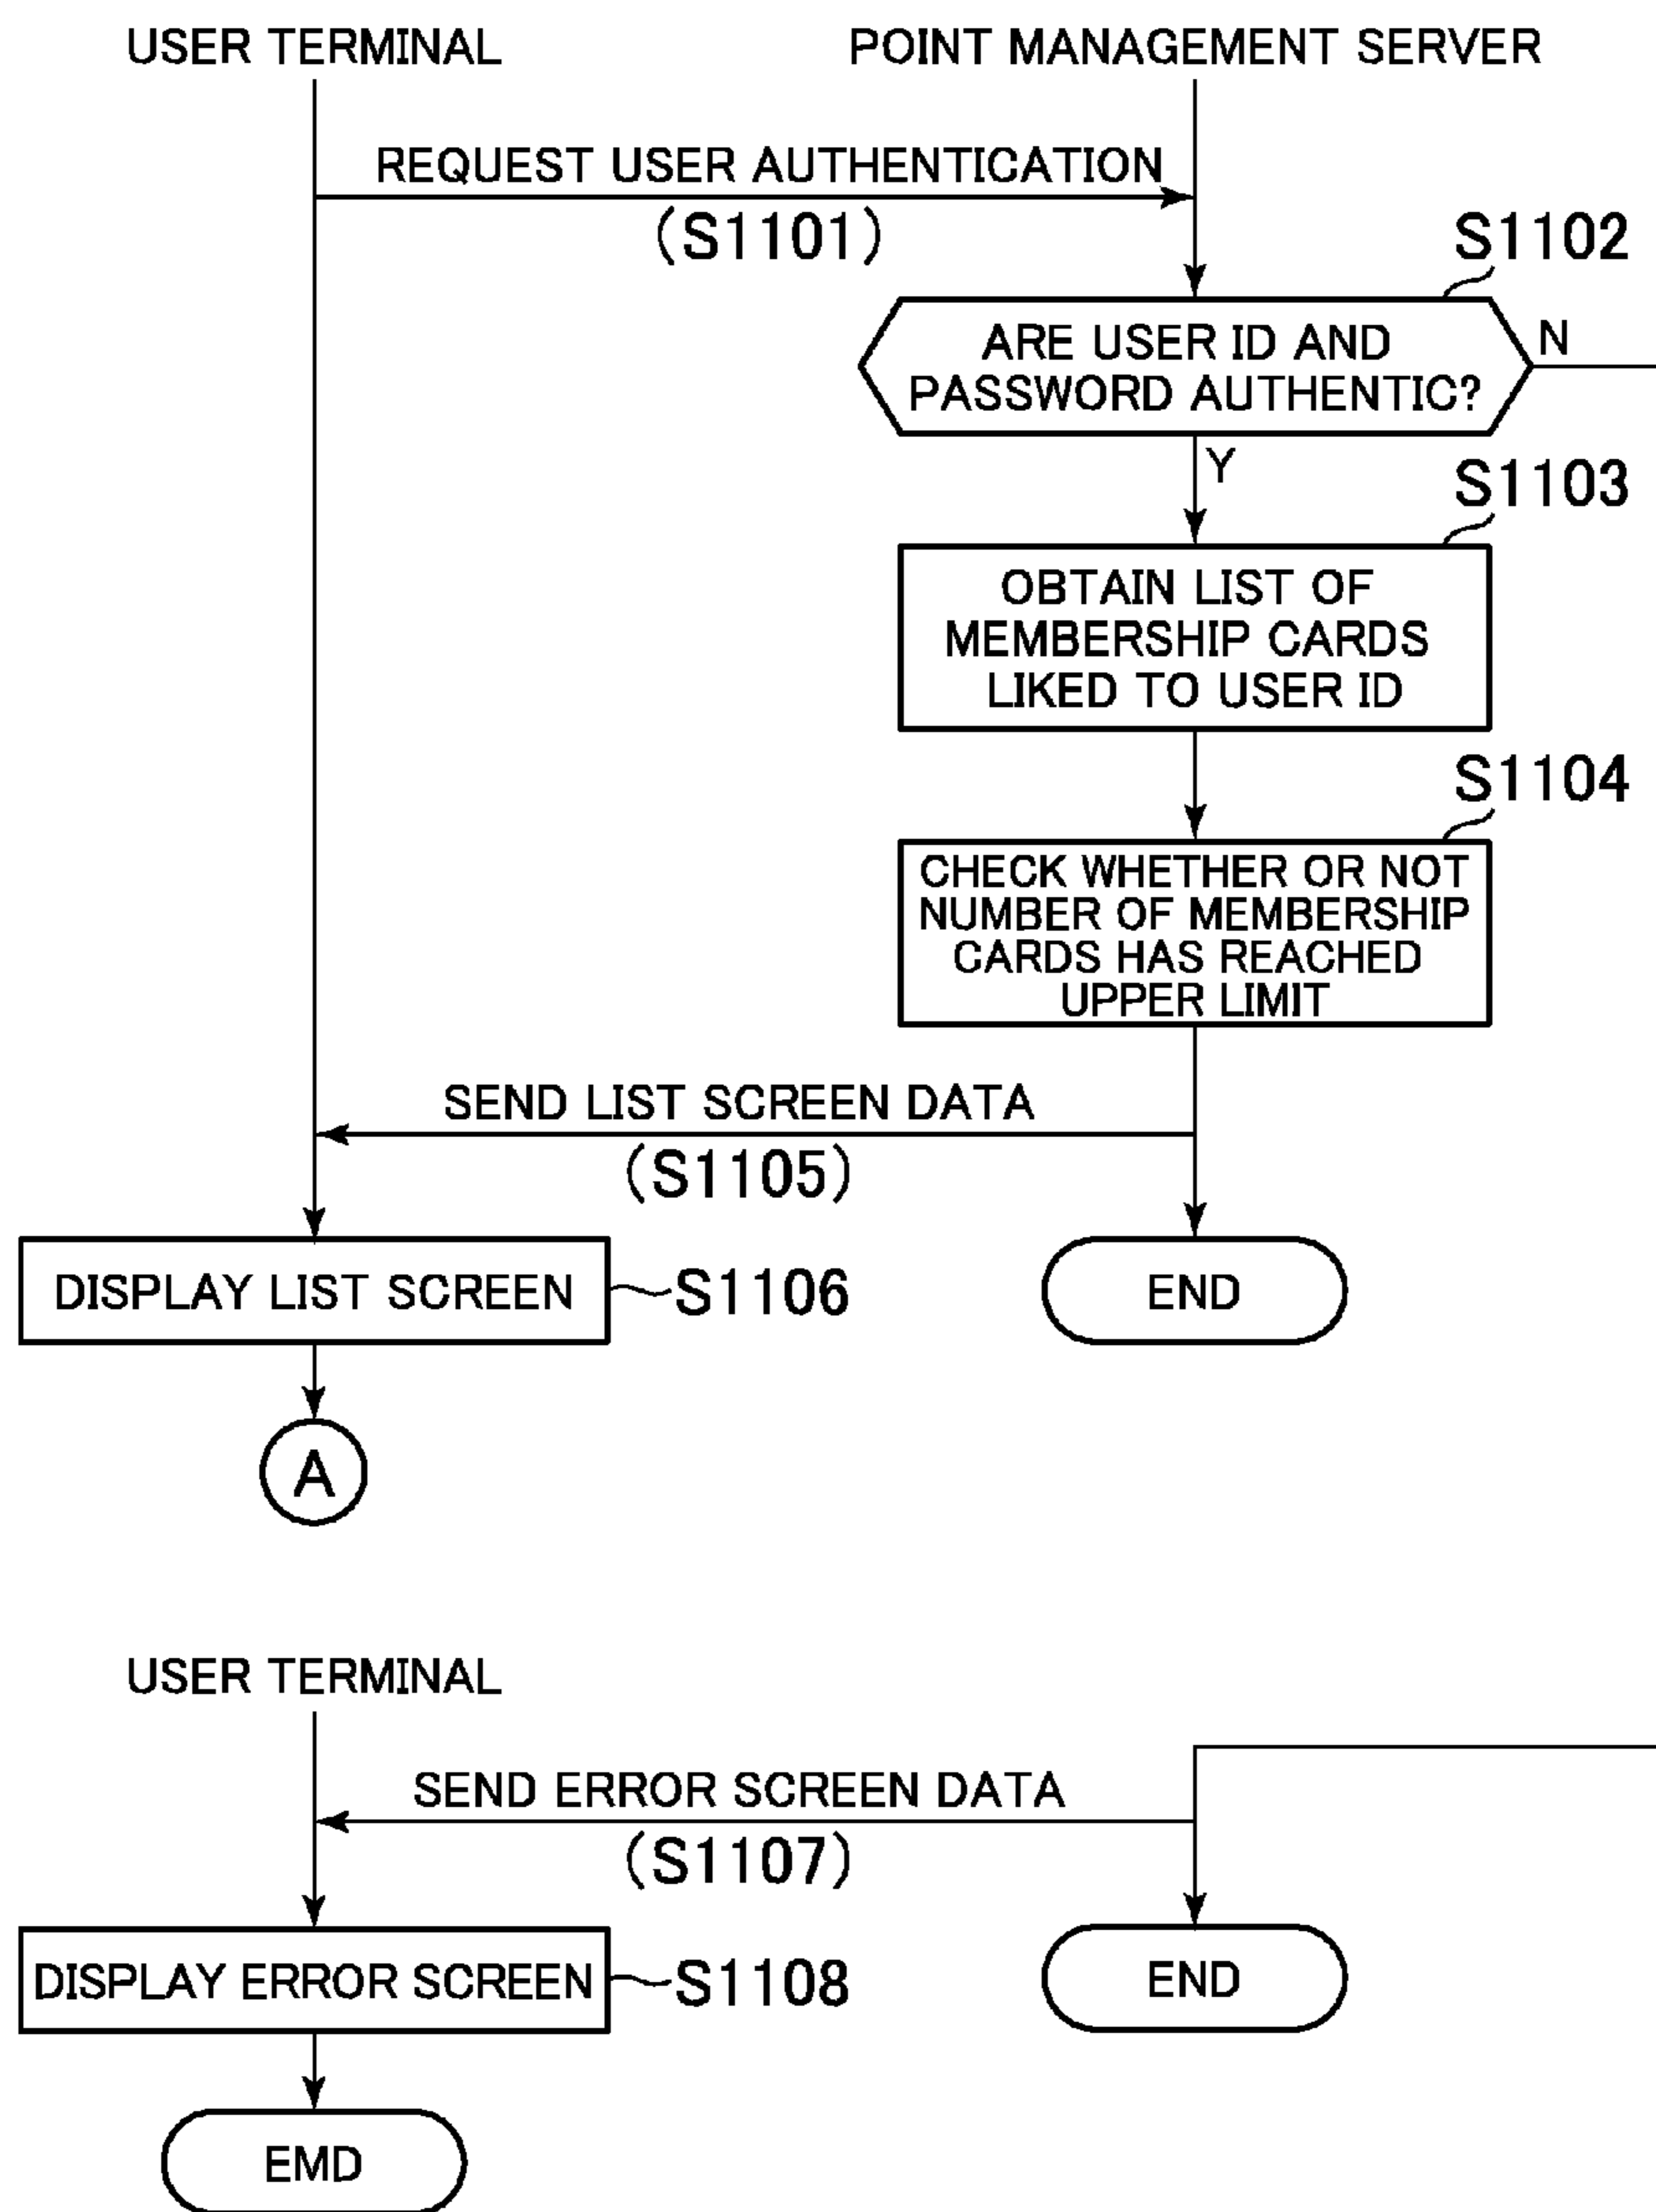 USER TERMINAL
POINT MANAGEMENT SERVER
REQUEST USER AUTHENTICATION
(S1101)
S1102
ARE USER ID AND
PASSWORD AUTHENTIC?
N
Y
S1103
OBTAIN LIST OF
MEMBERSHIP CARDS
LIKED TO USER ID
S1104
CHECK WHETHER OR NOT
NUMBER OF MEMBERSHIP
CARDS HAS REACHED
UPPER LIMIT
SEND LIST SCREEN DATA
(S1105)
DISPLAY LIST SCREEN
S1106
END
A
USER TERMINAL
SEND ERROR SCREEN DATA
(S1107)
DISPLAY ERROR SCREEN
S1108
END
EMD